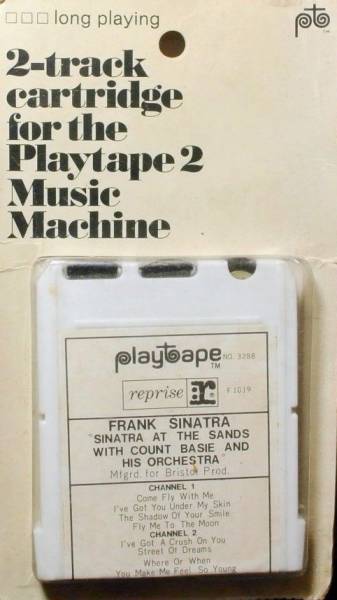 long playing
ptb
TM
2-track
cartridge
for the
Playtape 2
Music
Machine
playtape NO. 3288
TM
reprise r: F 1019
FRANK SINATRA
"SINATRA AT THE SANDS
WITH COUNT BASIE AND
HIS ORCHESTRA"
Mfgrd. for Bristol Prod.
CHANNEL 1
Come Fly With Me
I've Got You Under My Skin
The Shadow Of Your Smile
Fly Me To The Moon
CHANNEL 2
I've Got A Crush On You
Street Of Dreams
Where Or When
You Make Me Feel So Young